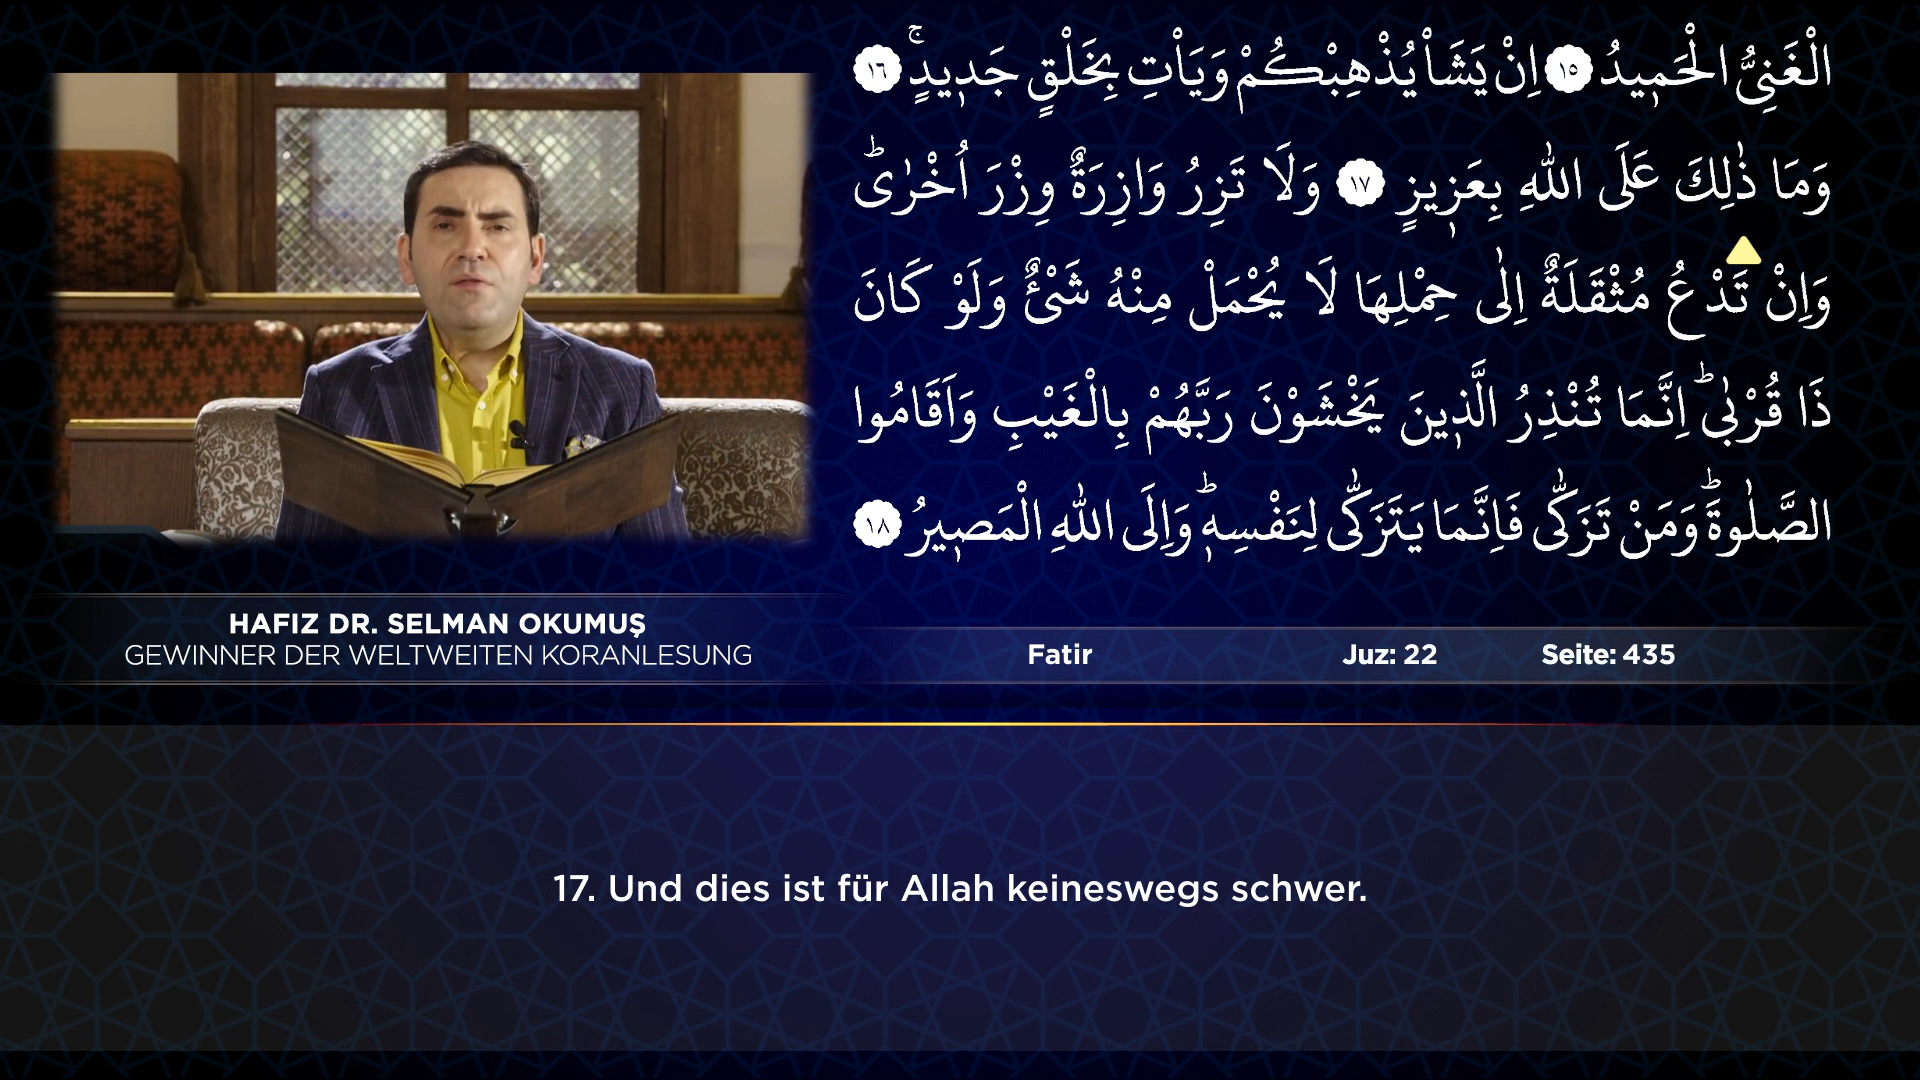 الْغَنِيُّ الْحَم۪يدُ ١٥ اِنْ يَشَأْ يُذْهِبْكُمْ وَيَأْتِ بِخَلْقٍ جَد۪يدٍۚ ١٦
وَمَا ذٰلِكَ عَلَى اللّٰهِ بِعَز۪يزٍ ١٧ وَلَا تَزِرُ وَازِرَةٌ وِزْرَ اُخْرٰىۜ
وَاِنْ تَدْعُ مُثْقَلَةٌ اِلٰى حِمْلِهَا لَا يُحْمَلْ مِنْهُ شَيْءٌ وَلَوْ كَانَ
ذَا قُرْبٰىۜ اِنَّمَا تُنْذِرُ الَّذ۪ينَ يَخْشَوْنَ رَبَّهُمْ بِالْغَيْبِ وَاَقَامُوا
الصَّلٰوةَۜ وَمَنْ تَزَكّٰى فَاِنَّمَا يَتَزَكّٰى لِنَفْسِه۪ۜ وَاِلَى اللّٰهِ الْمَص۪يرُ ١٨
HAFIZ DR. SELMAN OKUMUŞ
GEWINNER DER WELTWEITEN KORANLESUNG
Fatir Juz: 22 Seite: 435
17. Und dies ist für Allah keineswegs schwer.